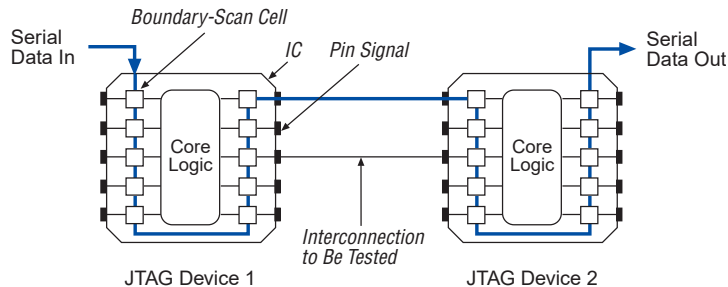 Boundary-Scan Cell
Serial
Data In
IC
Pin Signal
Serial
Data Out
Core
Logic
Core
Logic
Interconnection
to Be Tested
JTAG Device 1
JTAG Device 2